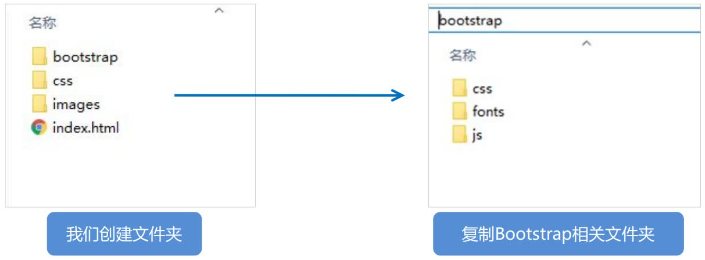 名称
bootstrap
css
images
index.html
我们创建文件夹
bootstrap
名称
css
fonts
js
复制Bootstrap相关文件夹